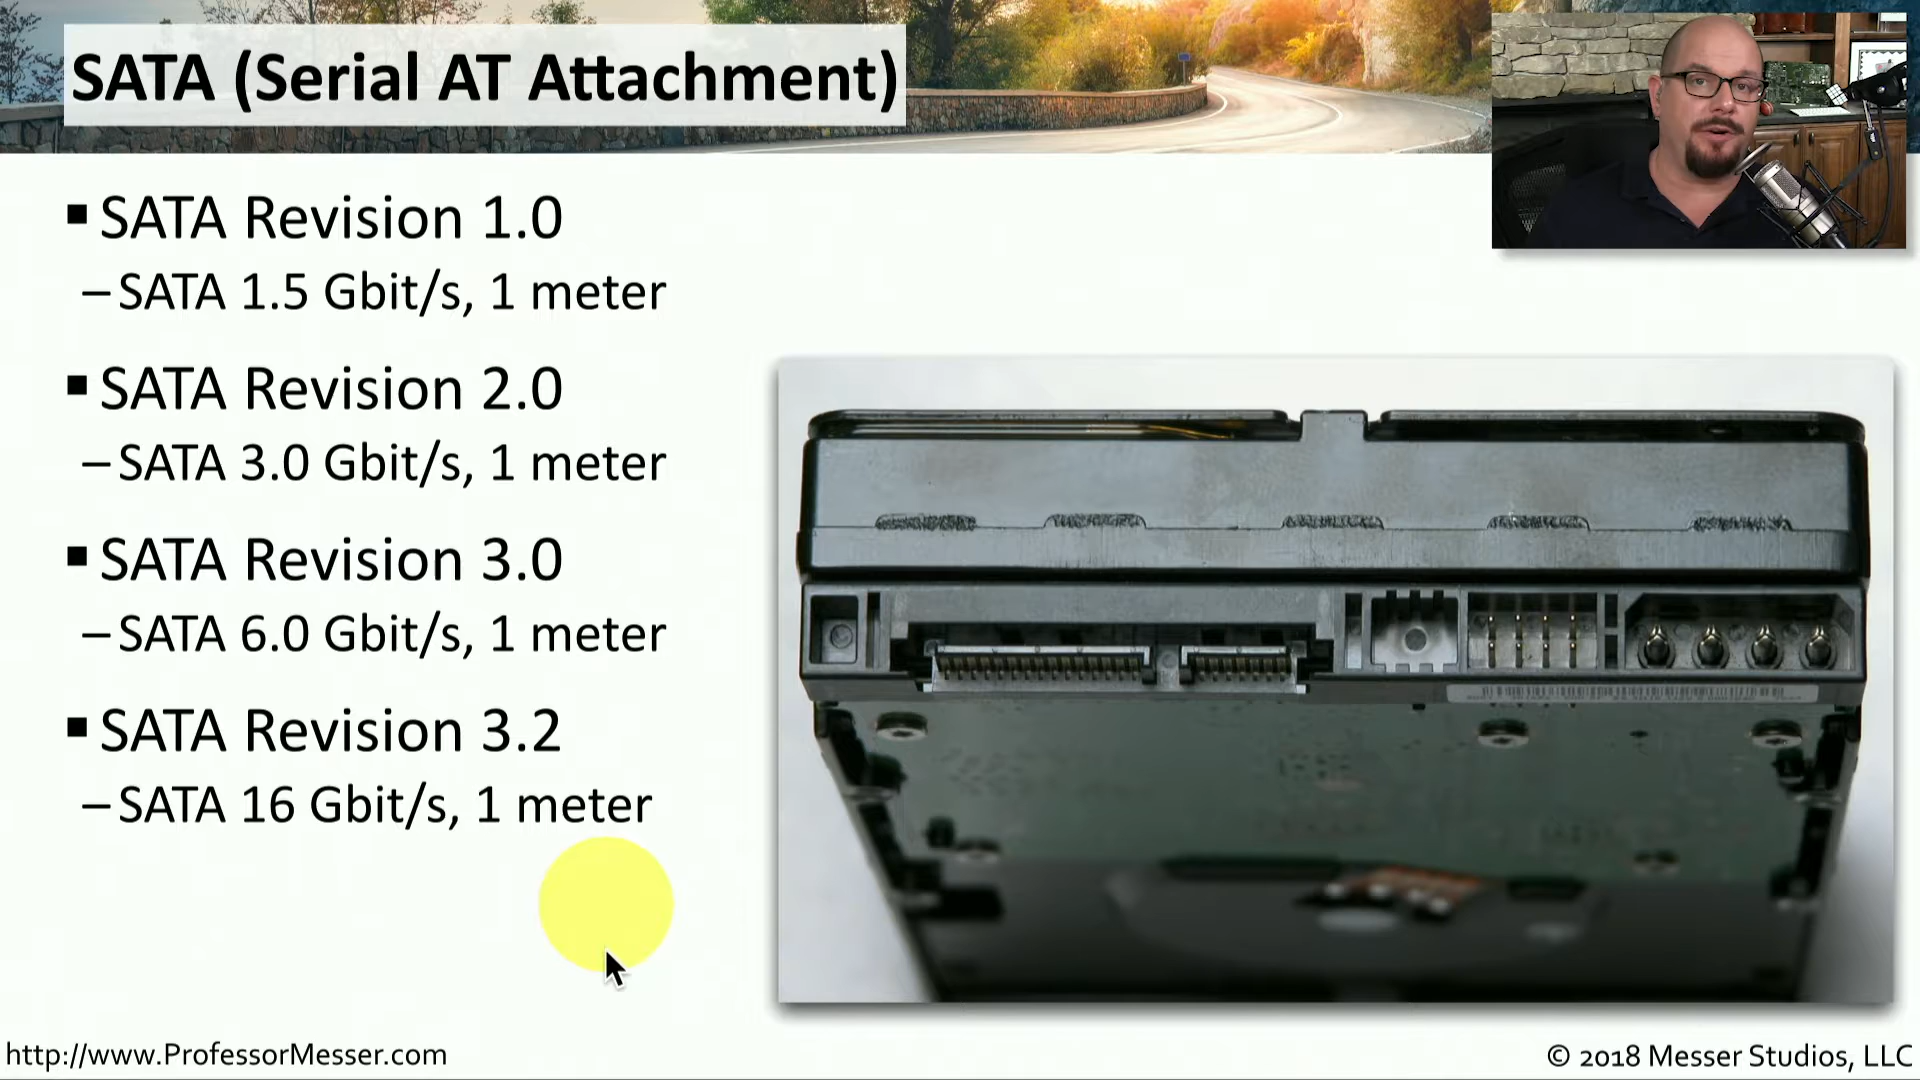 SATA (Serial AT Attachment)
▪ SATA Revision 1.0
– SATA 1.5 Gbit/s, 1 meter
▪ SATA Revision 2.0
– SATA 3.0 Gbit/s, 1 meter
▪ SATA Revision 3.0
– SATA 6.0 Gbit/s, 1 meter
▪ SATA Revision 3.2
– SATA 16 Gbit/s, 1 meter
http://www.ProfessorMesser.com
© 2018 Messer Studios, LLC